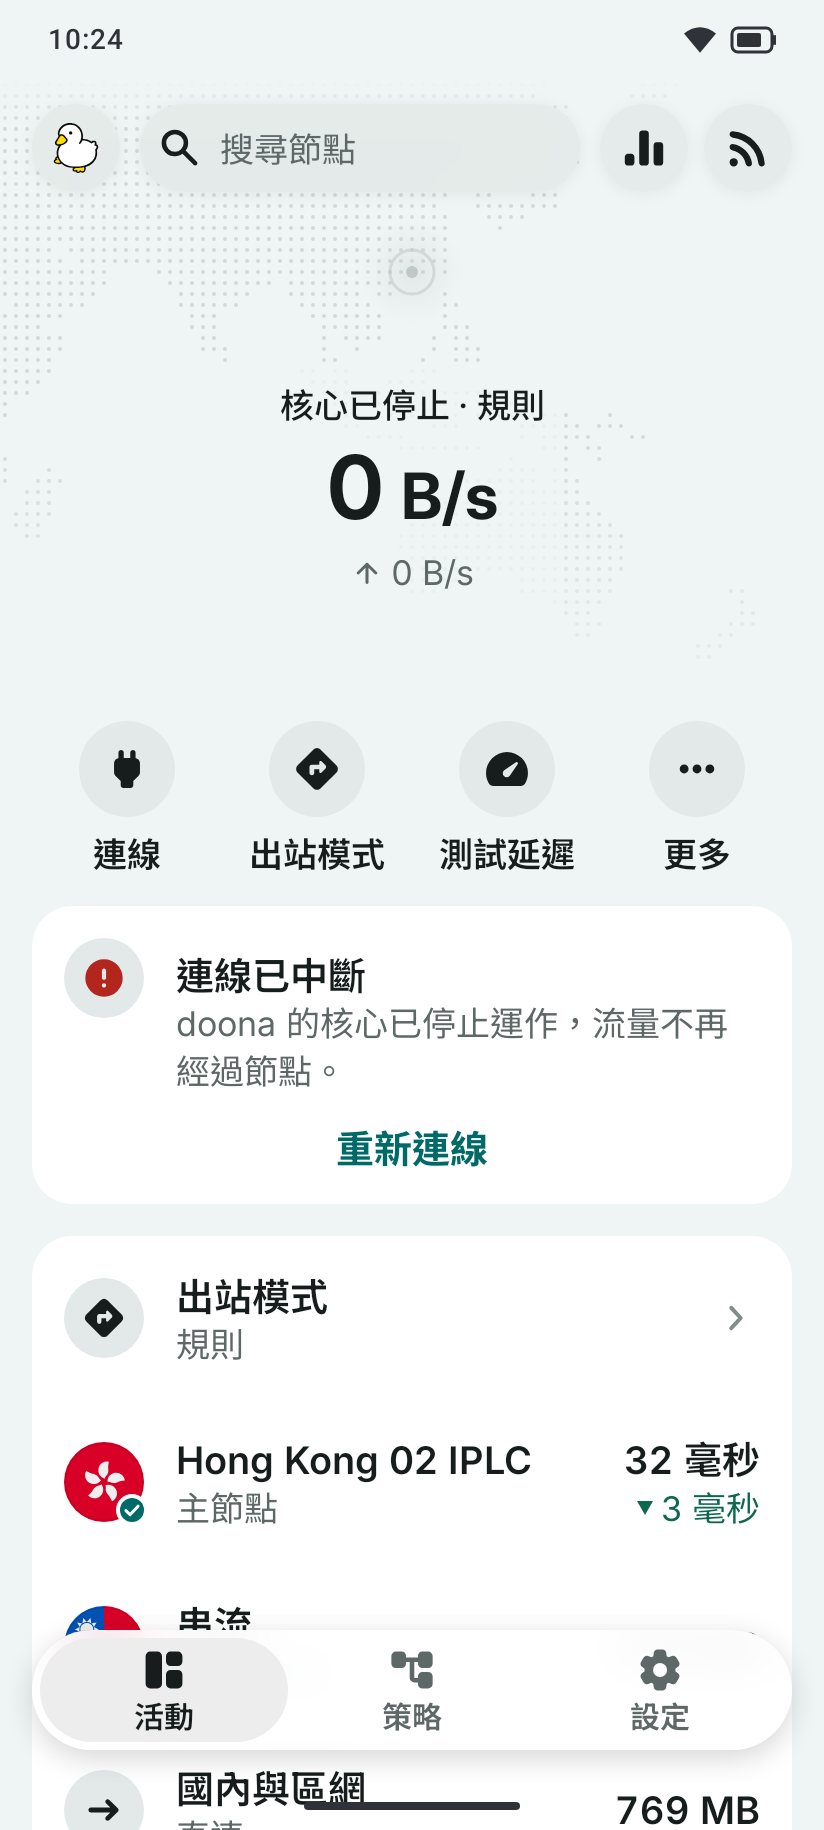 10:24
搜尋節點
核心已停止 · 規則
0 B/s
↑ 0 B/s
連線
出站模式
測試延遲
更多
連線已中斷
doona 的核心已停止運作，流量不再
經過節點。
重新連線
出站模式
規則
Hong Kong 02 IPLC
32 毫秒
主節點
▼3 毫秒
串流
活動
策略
設定
國內與區網
769 MB
直連